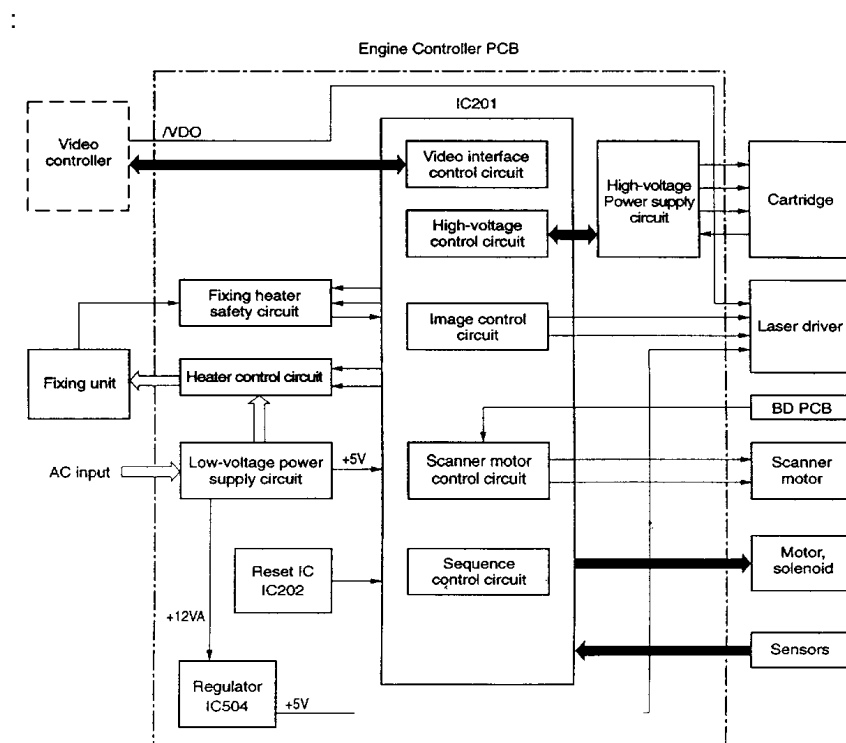 :
Engine Controller PCB
IC201
/VDO
Video
controller
Video interface
control circuit
High-voltage
Power supply
circuit
Cartridge
High-voltage
control circuit
Fixing heater
safety circuit
Image control
circuit
Laser driver
Fixing unit
Heater control circuit
BD PCB
AC input
Low-voltage power
supply circuit
+5V
Scanner motor
control circuit
Scanner
motor
Reset IC
IC202
Sequence
control circuit
Motor,
solenoid
+12VA
Sensors
Regulator
IC504
+5V